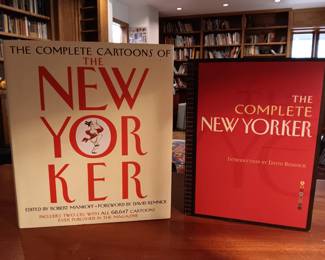 THE COMPLETE CARTOONS OF
THE
NEW
YOR
KER
EDITED BY ROBERT MANKOFF • FOREWORD BY DAVID REMNICK
INCLUDES TWO CDs WITH ALL 68,647 CARTOONS
EVER PUBLISHED IN THE MAGAZINE
THE
COMPLETE
NEW YORKER
INTRODUCTION BY DAVID REMNICK